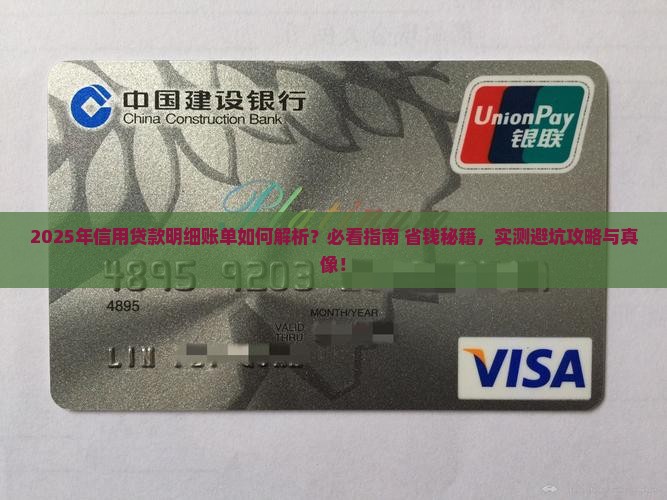 中国建设银行
China Construction Bank
UnionPay
银联
Platinum
2025年信用贷款明细账单如何解析？必看指南 省钱秘籍，实测避坑攻略与真
像！
4895 9203
4895
MONTH/YEAR
VALID
THRU
LIN
VISA